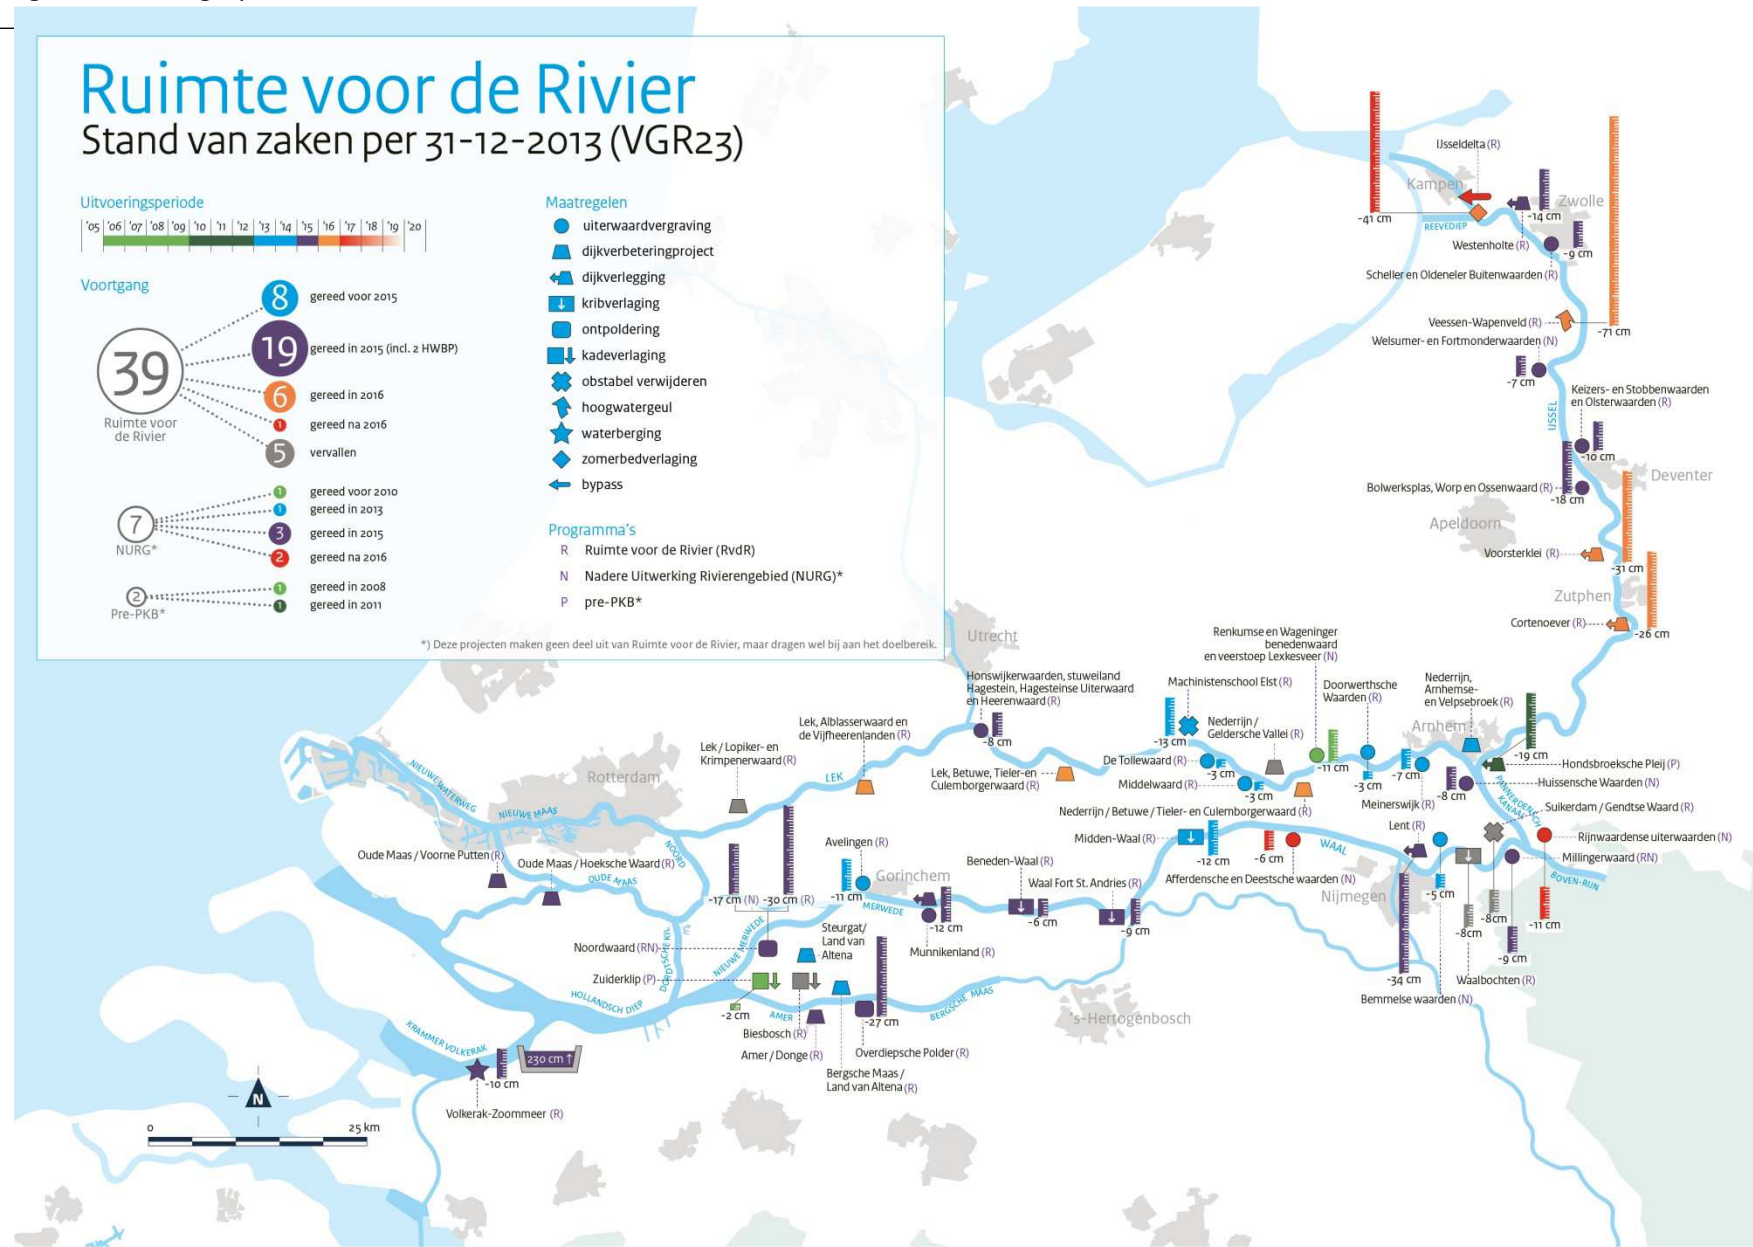 Ruimte voor de Rivier
Stand van zaken per 31-12-2013 (VGR23)
Uitvoeringsperiode
'05 '06 '07 '08 '09 '10 '11 '12 '13 '14 '15 '16 '17 '18 '19 '20
Voortgang
39
Ruimte voor
de Rivier
8 gereed voor 2015
19 gereed in 2015 (incl. 2 HWBP)
6 gereed in 2016
1 gereed na 2016
5 vervallen
7
NURG*
1 gereed voor 2010
1 gereed in 2013
3 gereed in 2015
2 gereed na 2016
2
Pre-PKB*
1 gereed in 2008
1 gereed in 2011
Maatregelen
uiterwaardvergraving
dijkverbeteringproject
dijkverlegging
kribverlaging
ontpoldering
kadeverlaging
obstabel verwijderen
hoogwatergeul
waterberging
zomerbedverlaging
bypass
Programma's
R Ruimte voor de Rivier (RvdR)
N Nadere Uitwerking Rivierengebied (NURG)*
P pre-PKB*
*) Deze projecten maken geen deel uit van Ruimte voor de Rivier, maar dragen wel bij aan het doelbereik.
IJsseldelta (R)
Kampen
Zwolle
-41 cm
-14 cm
REEVEDIEP
Westenholte (R)
-9 cm
Scheller en Oldeneler Buitenwaarden (R)
Veessen-Wapenveld (R)
-71 cm
Welsumer- en Fortmonderwaarden (N)
-7 cm
Keizers- en Stobbenwaarden
en Olsterwaarden (R)
IJSSEL
-10 cm
Deventer
Bolwerksplas, Worp en Ossenwaard (R)
-18 cm
Apeldoorn
Voorsterklei (R)
-31 cm
Zutphen
Cortenoever (R)
-26 cm
Utrecht
Renkumse en Wageninger
benedenwaard
en veerstoep Lexkesveer (N)
Honswijkerwaarden, stuweiland
Hagestein, Hagesteinse Uiterwaard
en Heerenwaard (R)
-8 cm
Machinistenschool Elst (R)
-13 cm
Doorwerthsche
Waarden (R)
Nederrijn,
Arnhemse-
en Velpsebroek (R)
Nederrijn /
Geldersche Vallei (R)
Arnhem
-19 cm
Lek, Alblasserwaard en
de Vijfheerenlanden (R)
Lek / Lopiker- en
Krimpenerwaard (R)
LEK
Lek, Betuwe, Tieler- en
Culemborgerwaard (R)
De Tollewaard (R)
-3 cm
Middelwaard (R)
-3 cm
-11 cm
-3 cm
-7 cm
Meinerswijk (R)
-8 cm
Hondsbroeksche Pleij (P)
Huissensche Waarden (N)
PANNERDENSCH
KANAAL
Suikerdam / Gendtse Waard (R)
Nederrijn / Betuwe / Tieler- en Culemborgerwaard (R)
Rotterdam
NIEUWE WATERWEG
NIEUWE MAAS
NOORD
Oude Maas / Voorne Putten (R)
Oude Maas / Hoeksche Waard (R)
OUDE MAAS
Avelingen (R)
-11 cm
Gorinchem
MERWEDE
Beneden-Waal (R)
-6 cm
Waal Fort St. Andries (R)
-9 cm
Midden-Waal (R)
-12 cm
-6 cm
Afferdensche en Deestsche waarden (N)
WAAL
Lent (R)
Nijmegen
-34 cm
-5 cm
Bemmelse waarden (N)
-8cm
-8cm
Waalbochten (R)
-9 cm
-11 cm
Rijnwaardense uiterwaarden (N)
Millingerwaard (RN)
BOVEN-RIJN
-17 cm (N)
-30 cm (R)
-12 cm
Munnikenland (R)
NIEUWE MERWEDE
DORDTSCHE KIL
Noordwaard (RN)
Steurgat/
Land van
Altena
Zuiderklip (P)
-2 cm
HOLLANDSCH DIEP
AMER
Biesbosch (R)
Amer / Donge (R)
-27 cm
Overdiepsche Polder (R)
Bergsche Maas /
Land van Altena (R)
BERGSCHE MAAS
's-Hertogenbosch
KRAMMER VOLKERAK
230 cm ↑
-10 cm
Volkerak-Zoommeer (R)
N
0 25 km